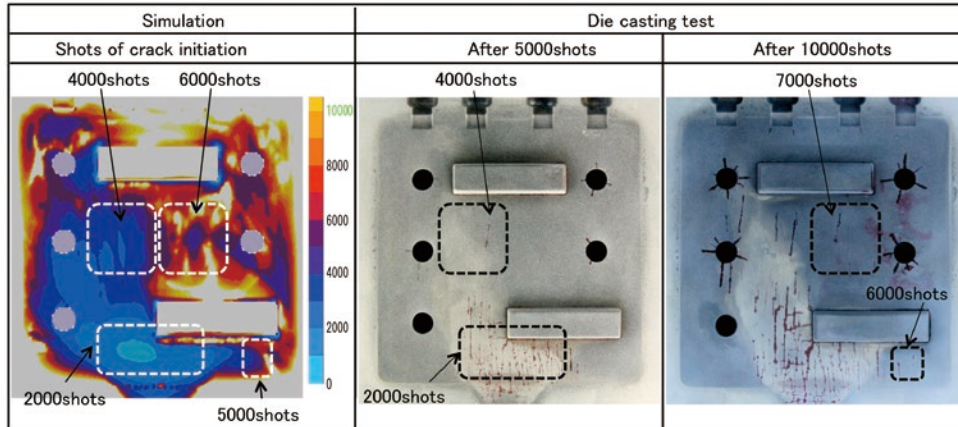 Simulation
Die casting test
Shots of crack initiation
After 5000shots
After 10000shots
4000shots
6000shots
4000shots
7000shots
10000
8000
6000
4000
2000
0
6000shots
2000shots
5000shots
2000shots